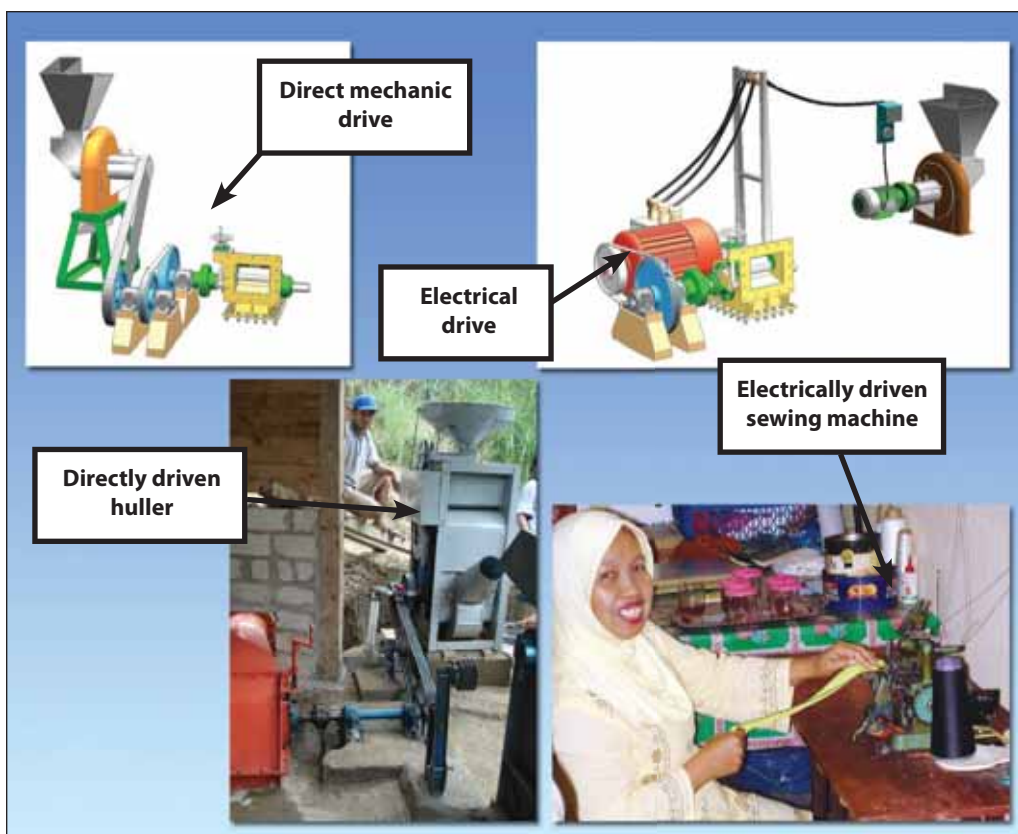 Direct mechanic
drive
Electrical
drive
Electrically driven
sewing machine
Directly driven
huller